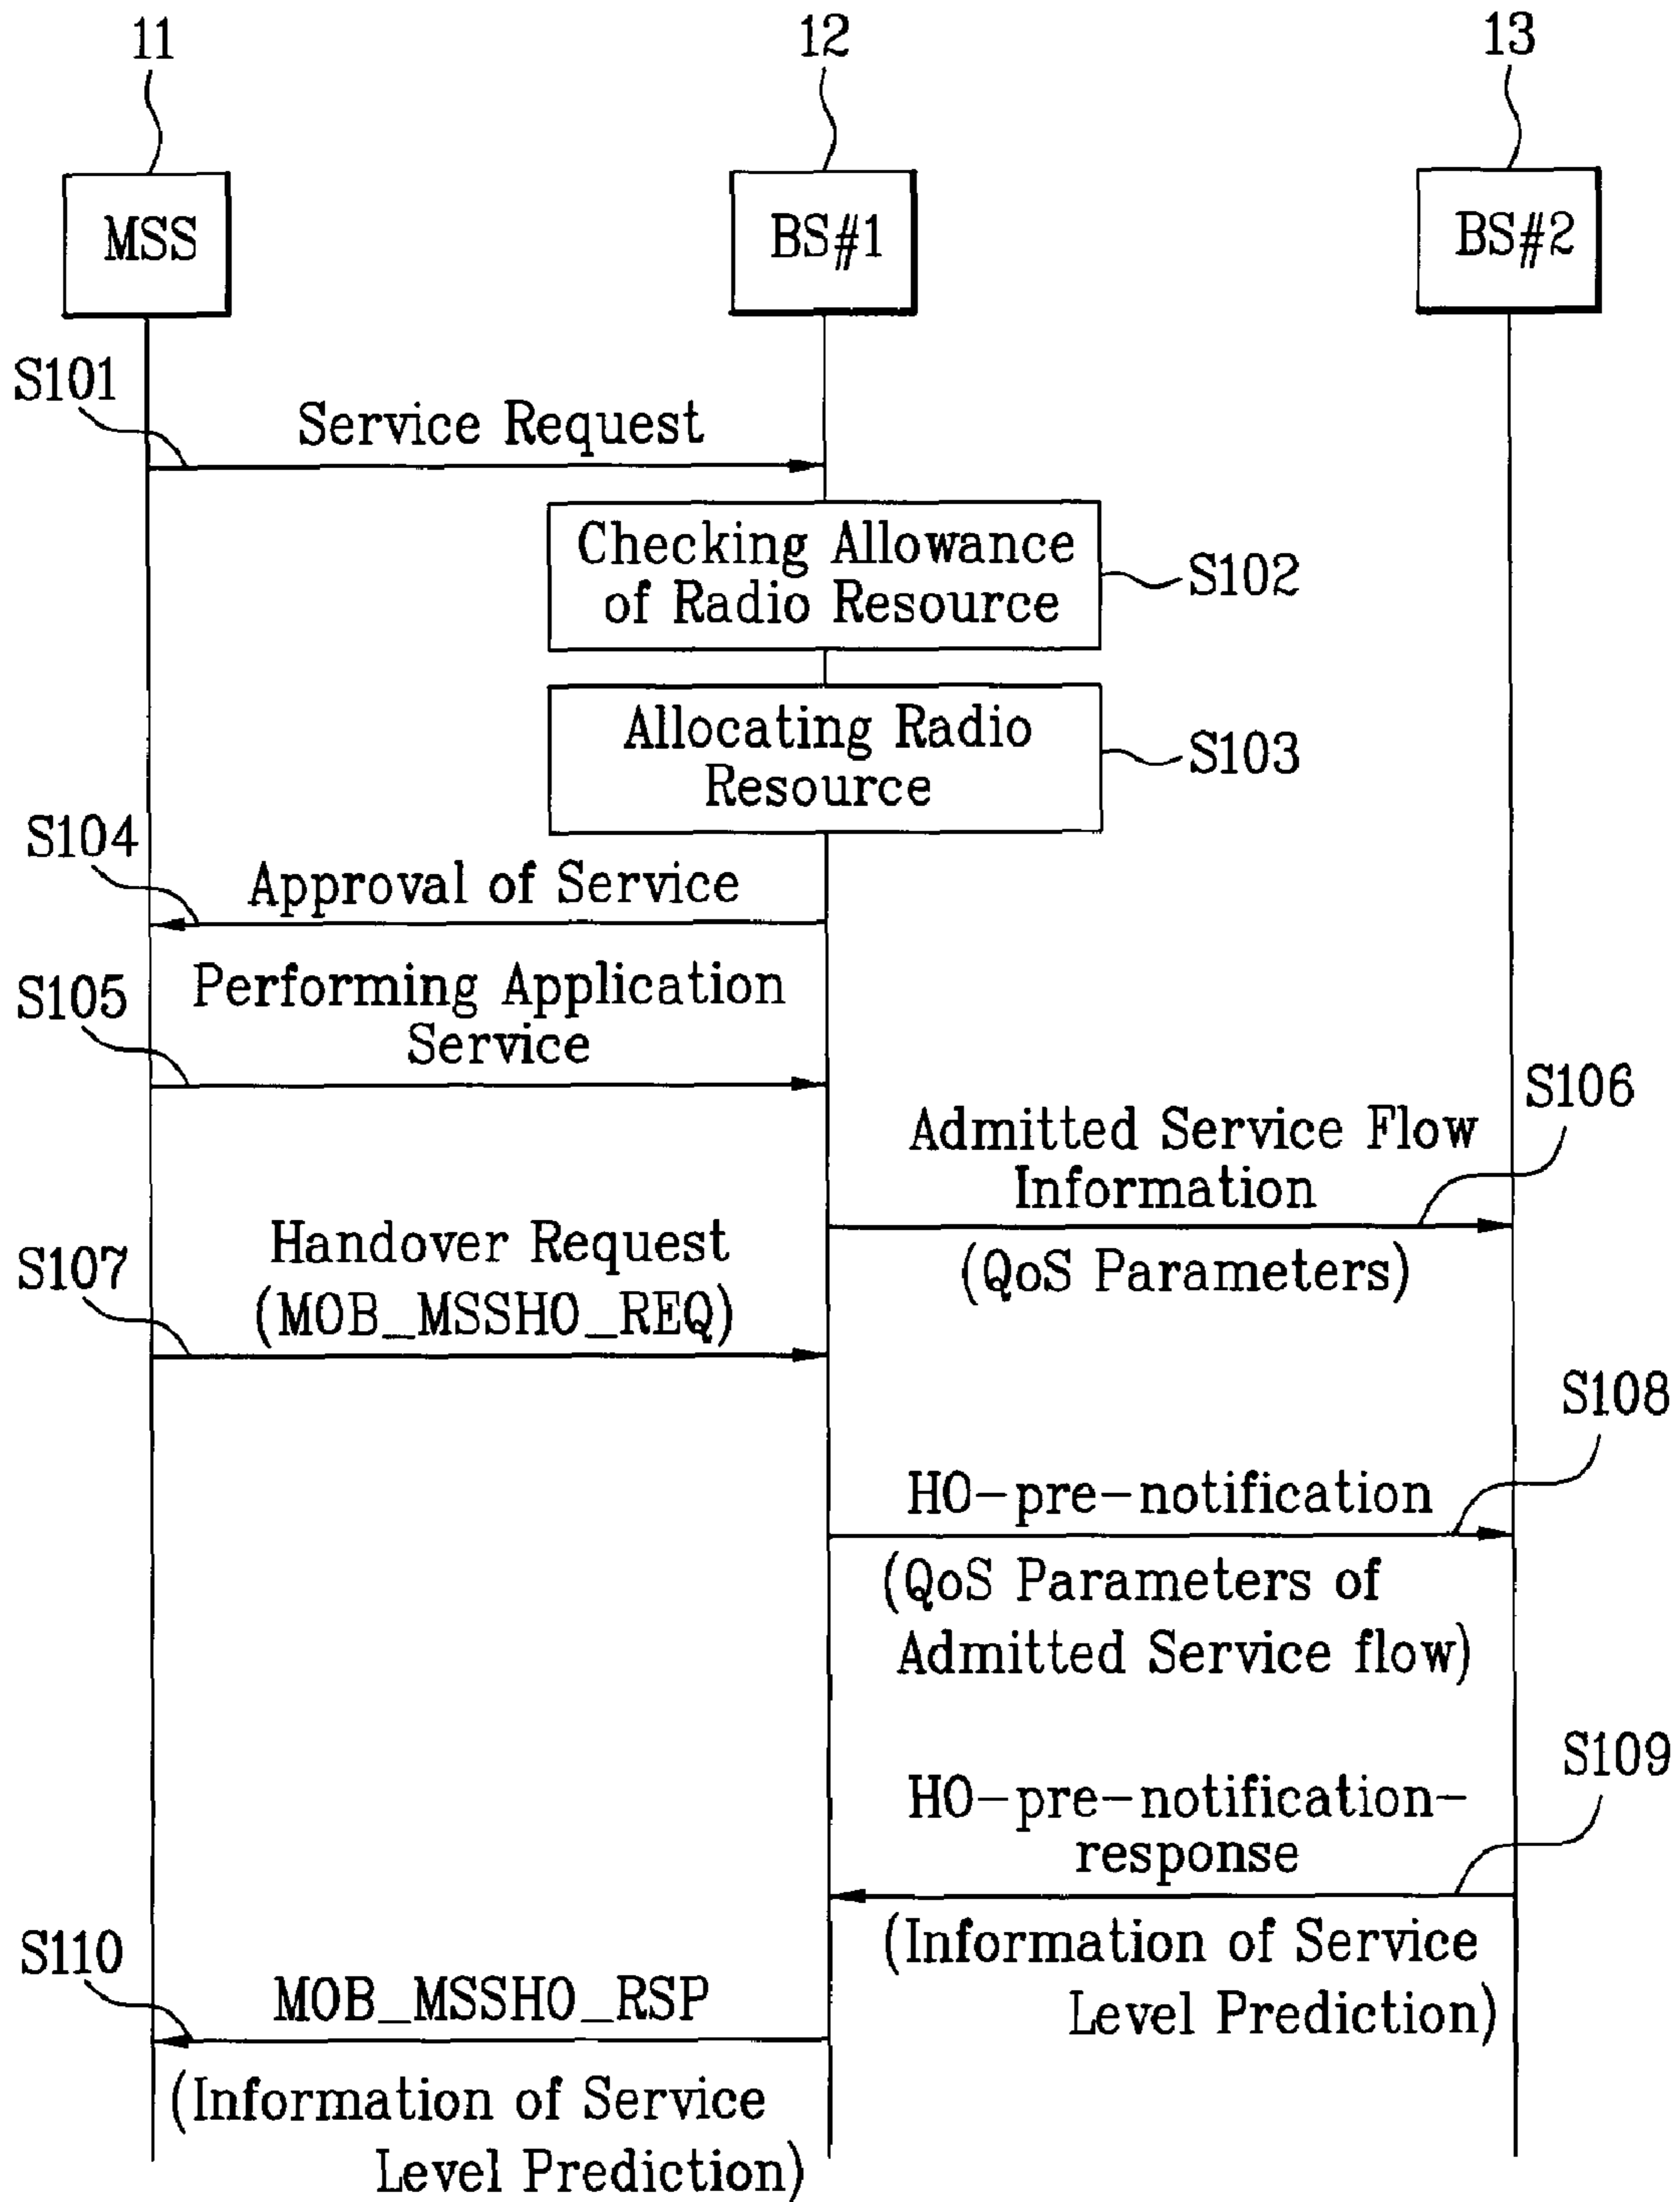 11
12
13
MSS
BS#1
BS#2
S101
Service Request
Checking Allowance
of Radio Resource
S102
Allocating Radio
Resource
S103
S104
Approval of Service
S105
Performing Application
Service
S106
Admitted Service Flow
Information
(QoS Parameters)
S107
Handover Request
(MOB_MSSHO_REQ)
S108
HO-pre-notification
(QoS Parameters of
Admitted Service flow)
S109
HO-pre-notification-
response
(Information of Service
Level Prediction)
S110
MOB_MSSHO_RSP
(Information of Service
Level Prediction)